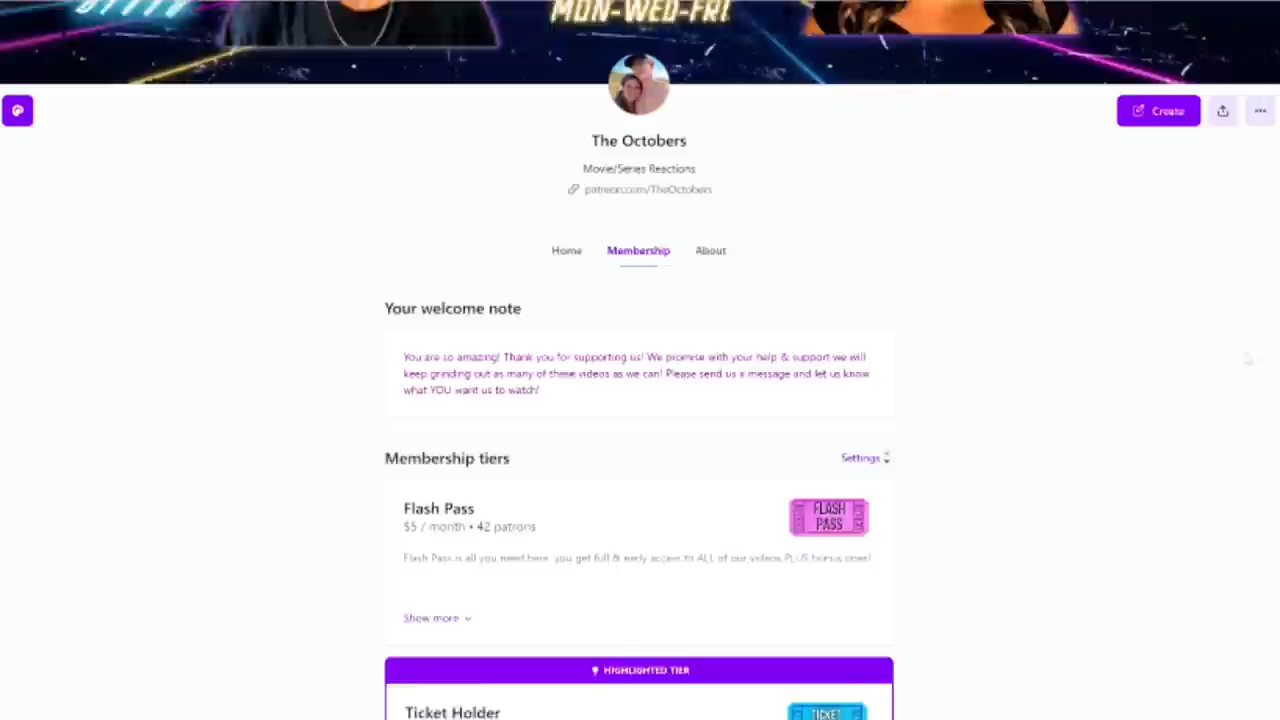 MON-WED-FRI
Create
The Octobers
Movie/Series Reactions
patreon.com/TheOctobers
Home Membership About
Your welcome note
You are so amazing! Thank you for supporting us! We promise with your help & support we will
keep grinding out as many of these videos as we can! Please send us a message and let us know
what YOU want us to watch!
Membership tiers
Settings
Flash Pass
$5 / month • 42 patrons
FLASH
PASS
Flash Pass is all you need here, you get full & early access to ALL of our videos PLUS bonus ones!
Show more
HIGHLIGHTED TIER
Ticket Holder
TICKET